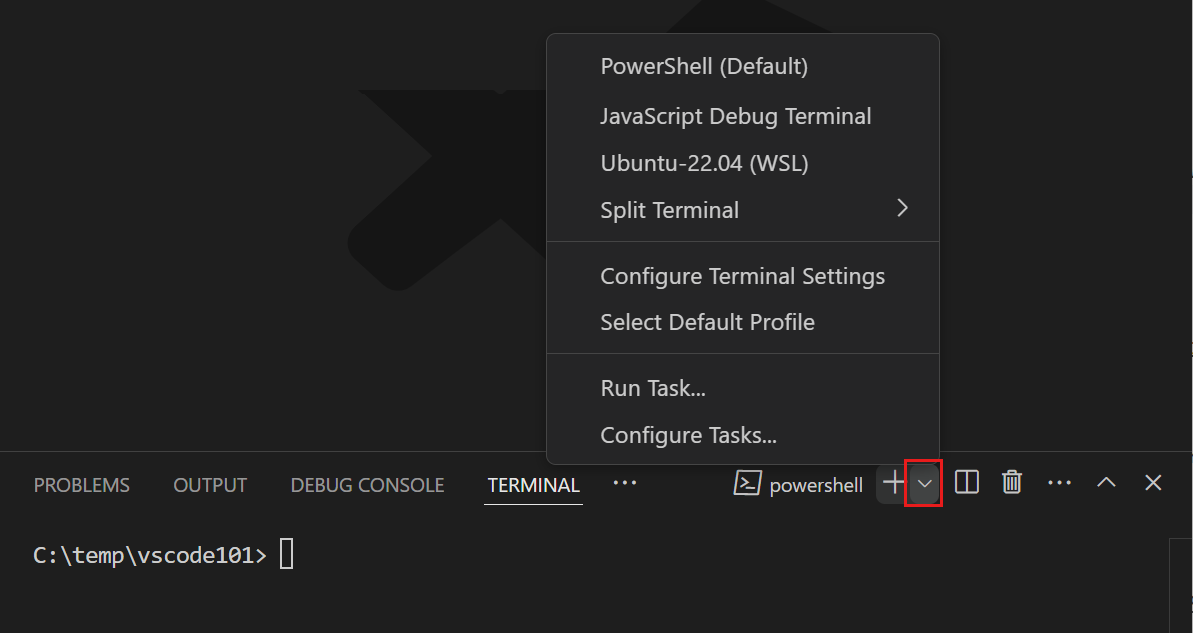 PowerShell (Default)
JavaScript Debug Terminal
Ubuntu-22.04 (WSL)
Split Terminal
Configure Terminal Settings
Select Default Profile
Run Task...
Configure Tasks...
PROBLEMS OUTPUT DEBUG CONSOLE TERMINAL ··· powershell
C:\temp\vscode101>